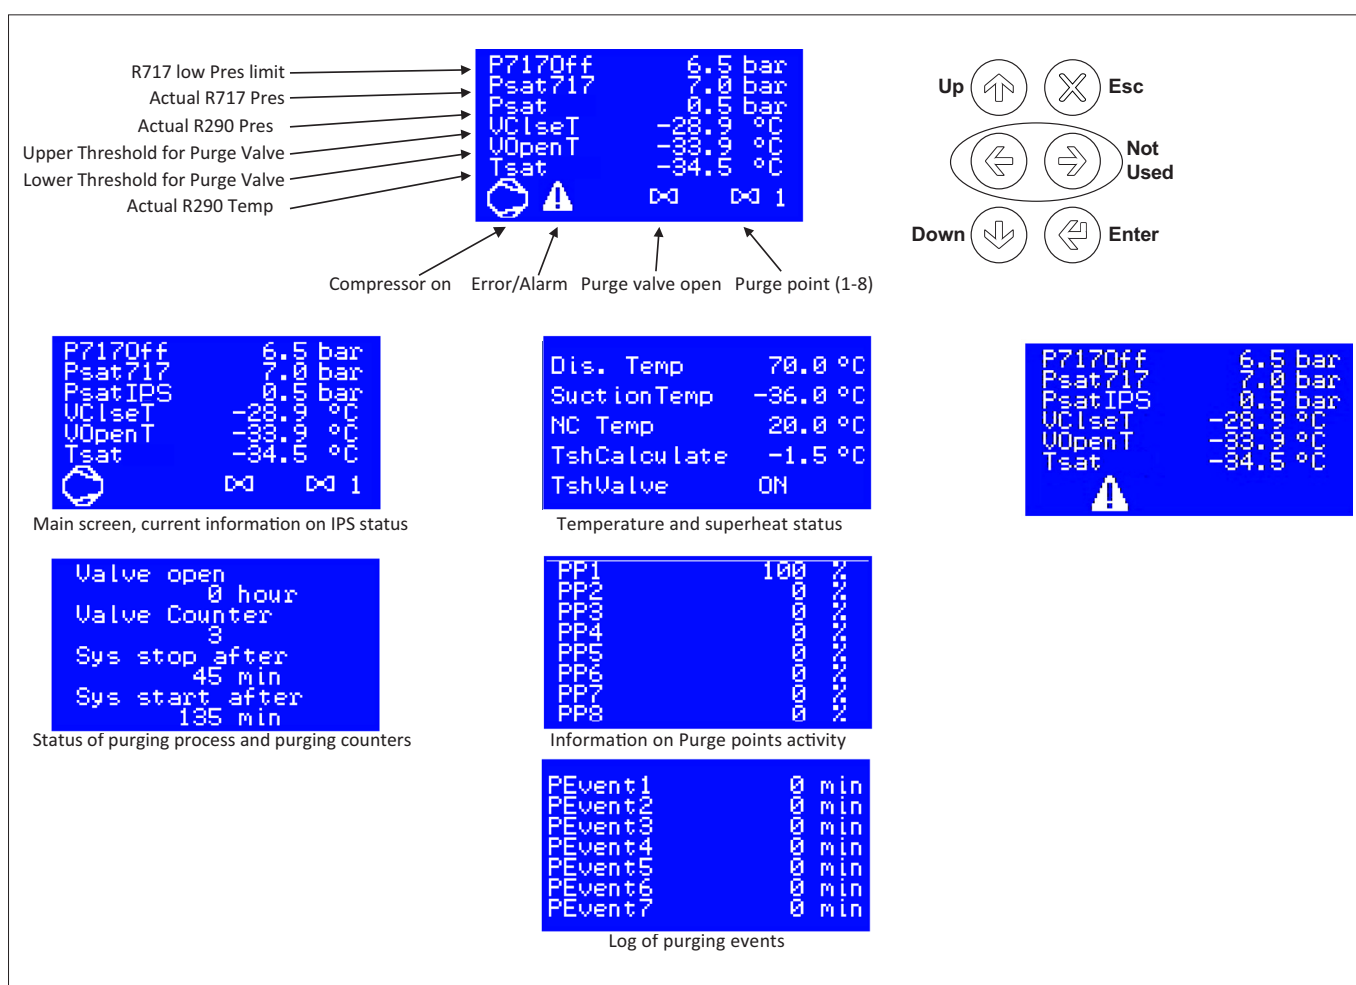 R717 low Pres limit
Actual R717 Pres
Actual R290 Pres
Upper Threshold for Purge Valve
Lower Threshold for Purge Valve
Actual R290 Temp
P717Off 6.5 bar
Psat717 7.0 bar
Psat 0.5 bar
VClseT -28.9 °C
VOpenT -33.9 °C
Tsat -34.5 °C
1
Compressor on Error/Alarm Purge valve open Purge point (1-8)
Up Esc
Not
Used
Down Enter
P717Off 6.5 bar
Psat717 7.0 bar
PsatIPS 0.5 bar
VClseT -28.9 °C
VOpenT -33.9 °C
Tsat -34.5 °C
1
Main screen, current information on IPS status
Dis. Temp 70.0 °C
SuctionTemp -36.0 °C
NC Temp 20.0 °C
TshCalculate -1.5 °C
TshValve ON
Temperature and superheat status
P717Off 6.5 bar
Psat717 7.0 bar
PsatIPS 0.5 bar
VClseT -28.9 °C
VOpenT -33.9 °C
Tsat -34.5 °C
Valve open
0 hour
Valve Counter
3
Sys stop after
45 min
Sys start after
135 min
Status of purging process and purging counters
PP1 100 %
PP2 0 %
PP3 0 %
PP4 0 %
PP5 0 %
PP6 0 %
PP7 0 %
PP8 0 %
Information on Purge points activity
PEvent1 0 min
PEvent2 0 min
PEvent3 0 min
PEvent4 0 min
PEvent5 0 min
PEvent6 0 min
PEvent7 0 min
Log of purging events